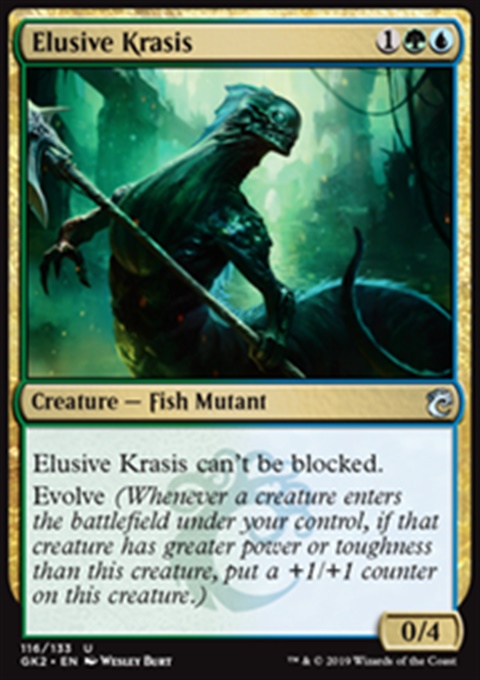 Elusive Krasis 1
Creature — Fish Mutant
Elusive Krasis can't be blocked.
Evolve (Whenever a creature enters
the battlefield under your control, if that
creature has greater power or toughness
than this creature, put a +1/+1 counter
on this creature.)
0/4
116/133 U
GK2 • EN Wesley Burt
™ & © 2019 Wizards of the Coast